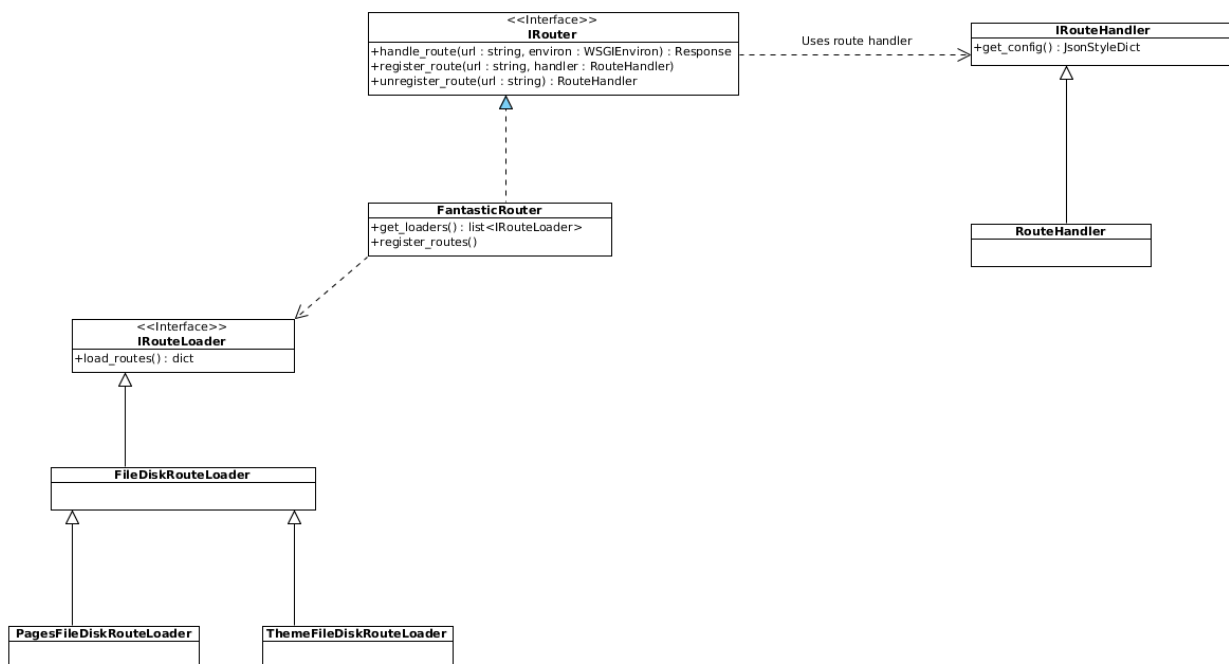 <<Interface>>
IRouter
+handle_route(url : string, environ : WSGIEnviron) : Response
+register_route(url : string, handler : RouteHandler)
+unregister_route(url : string) : RouteHandler
Uses route handler
IRouteHandler
+get_config() : JsonStyleDict
FantasticRouter
+get_loaders() : list<IRouteLoader>
+register_routes()
RouteHandler
<<Interface>>
IRouteLoader
+load_routes() : dict
FileDiskRouteLoader
PagesFileDiskRouteLoader
ThemeFileDiskRouteLoader